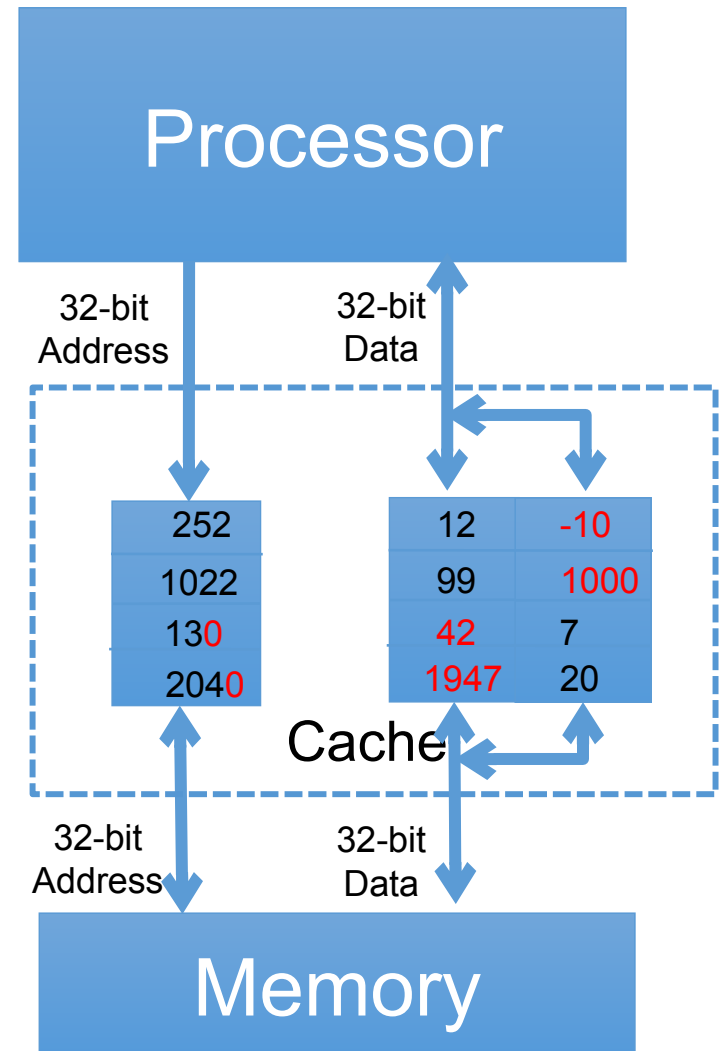 Processor
32-bit
Address
32-bit
Data
252
1022
130
2040
12 -10
99 1000
42 7
1947 20
Cache
32-bit
Address
32-bit
Data
Memory